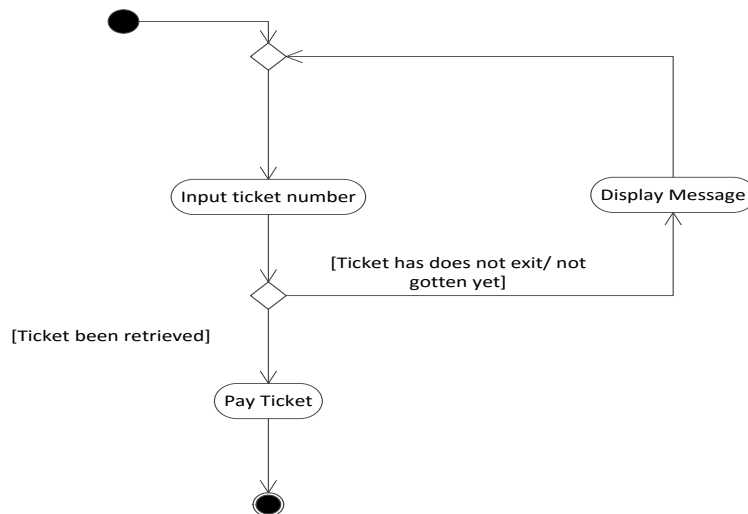 Input ticket number
Display Message
[Ticket has does not exit/ not
gotten yet]
[Ticket been retrieved]
Pay Ticket